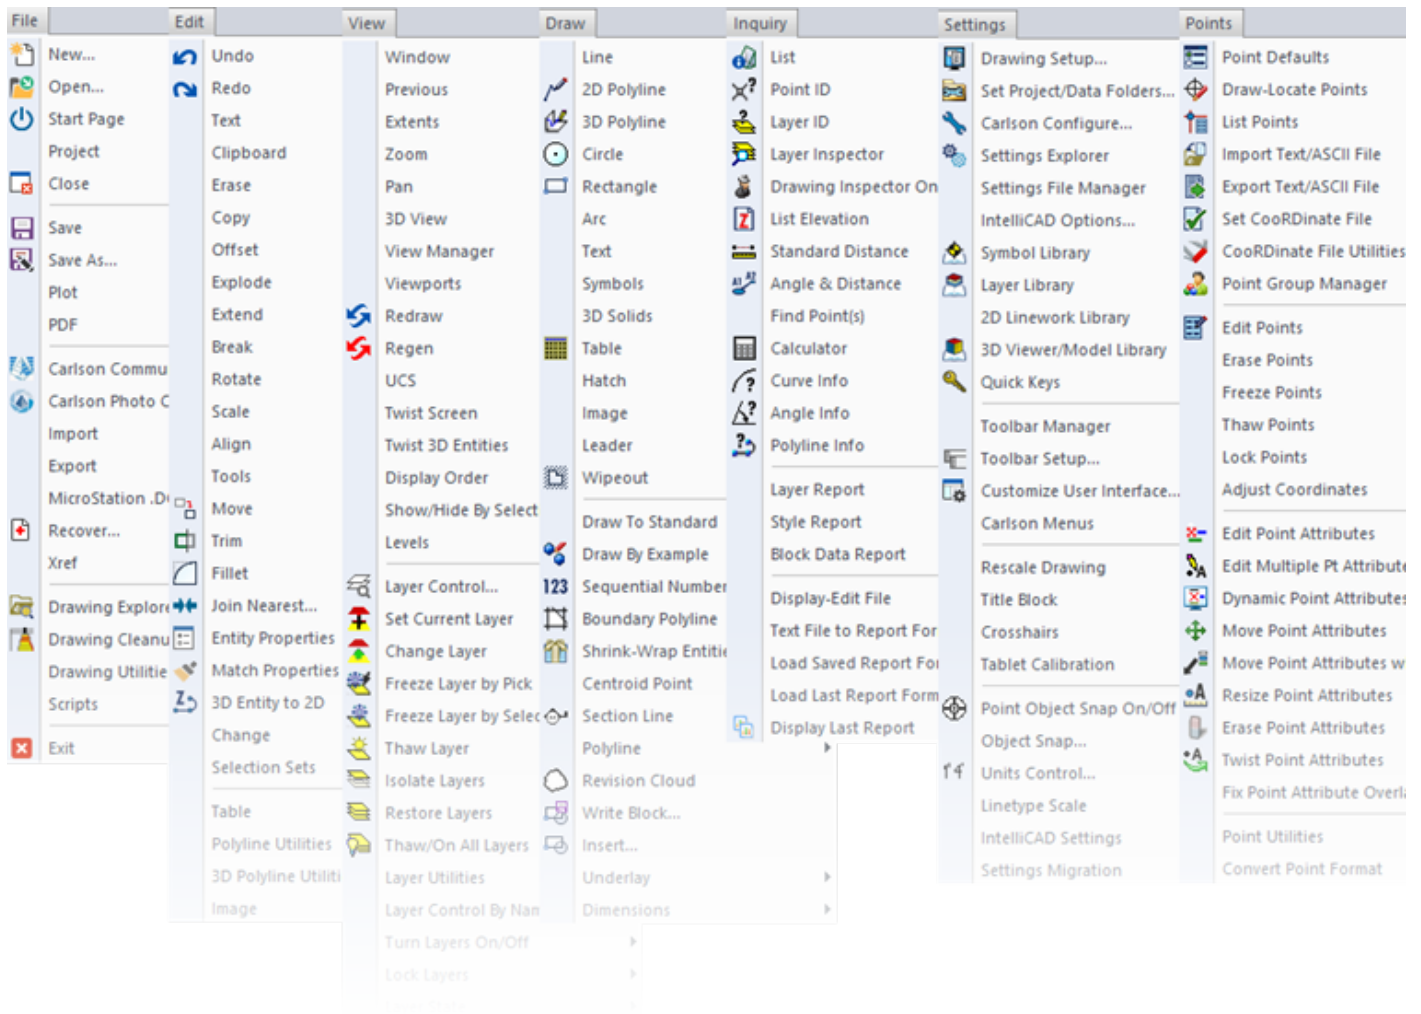 File
New...
Open...
Start Page
Project
Close
Save
Save As...
Plot
PDF
Carlson Commu
Carlson Photo C
Import
Export
MicroStation .D
Recover...
Xref
Drawing Explore
Drawing Cleanu
Drawing Utilitie
Scripts
Exit
Edit
Undo
Redo
Text
Clipboard
Erase
Copy
Offset
Explode
Extend
Break
Rotate
Scale
Align
Tools
Move
Trim
Fillet
Join Nearest...
Entity Properties
Match Properties
3D Entity to 2D
Change
Selection Sets
Table
Polyline Utilities
3D Polyline Utiliti
Image
View
Window
Previous
Extents
Zoom
Pan
3D View
View Manager
Viewports
Redraw
Regen
UCS
Twist Screen
Twist 3D Entities
Display Order
Show/Hide By Select
Levels
Layer Control...
Set Current Layer
Change Layer
Freeze Layer by Pick
Freeze Layer by Selec
Thaw Layer
Isolate Layers
Restore Layers
Thaw/On All Layers
Layer Utilities
Layer Control By Nam
Turn Layers On/Off
Lock Layers
Draw
Line
2D Polyline
3D Polyline
Circle
Rectangle
Arc
Text
Symbols
3D Solids
Table
Hatch
Image
Leader
Wipeout
Draw To Standard
Draw By Example
123 Sequential Number
Boundary Polyline
Shrink-Wrap Entitie
Centroid Point
Section Line
Polyline
Revision Cloud
Write Block...
Insert...
Underlay
Dimensions
Inquiry
List
Point ID
Layer ID
Layer Inspector
Drawing Inspector On
List Elevation
Standard Distance
Angle & Distance
Find Point(s)
Calculator
Curve Info
Angle Info
Polyline Info
Layer Report
Style Report
Block Data Report
Display-Edit File
Text File to Report For
Load Saved Report For
Load Last Report Form
Display Last Report
Settings
Drawing Setup...
Set Project/Data Folders...
Carlson Configure...
Settings Explorer
Settings File Manager
IntelliCAD Options...
Symbol Library
Layer Library
2D Linework Library
3D Viewer/Model Library
Quick Keys
Toolbar Manager
Toolbar Setup...
Customize User Interface...
Carlson Menus
Rescale Drawing
Title Block
Crosshairs
Tablet Calibration
Point Object Snap On/Off
Object Snap...
Units Control...
Linetype Scale
IntelliCAD Settings
Settings Migration
Points
Point Defaults
Draw-Locate Points
List Points
Import Text/ASCII File
Export Text/ASCII File
Set CooRDinate File
CooRDinate File Utilities
Point Group Manager
Edit Points
Erase Points
Freeze Points
Thaw Points
Lock Points
Adjust Coordinates
Edit Point Attributes
Edit Multiple Pt Attribute
Dynamic Point Attributes
Move Point Attributes
Move Point Attributes w
Resize Point Attributes
Erase Point Attributes
Twist Point Attributes
Fix Point Attribute Overla
Point Utilities
Convert Point Format